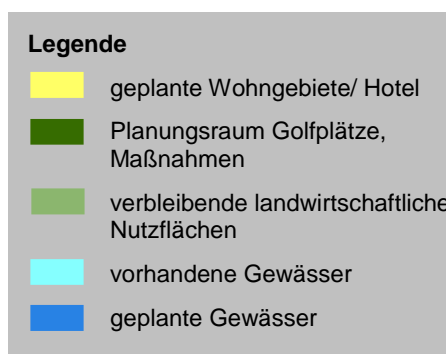 Legende
geplante Wohngebiete/ Hotel
Planungsraum Golfplätze,
Maßnahmen
verbleibende landwirtschaftliche
Nutzflächen
vorhandene Gewässer
geplante Gewässer